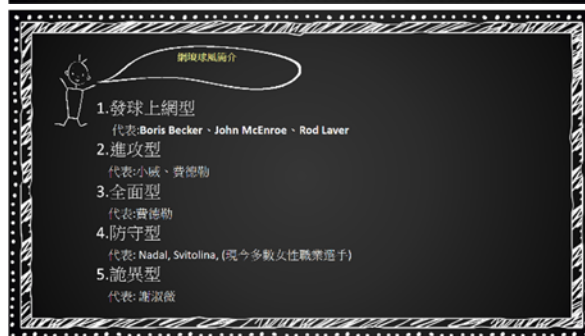 網球球風簡介
1.發球上網型
代表:Boris Becker、John McEnroe、Rod Laver
2.進攻型
代表:小威、費德勒
3.全面型
代表:費德勒
4.防守型
代表: Nadal, Svitolina, (現今多數女性職業選手)
5.詭異型
代表: 謝淑薇